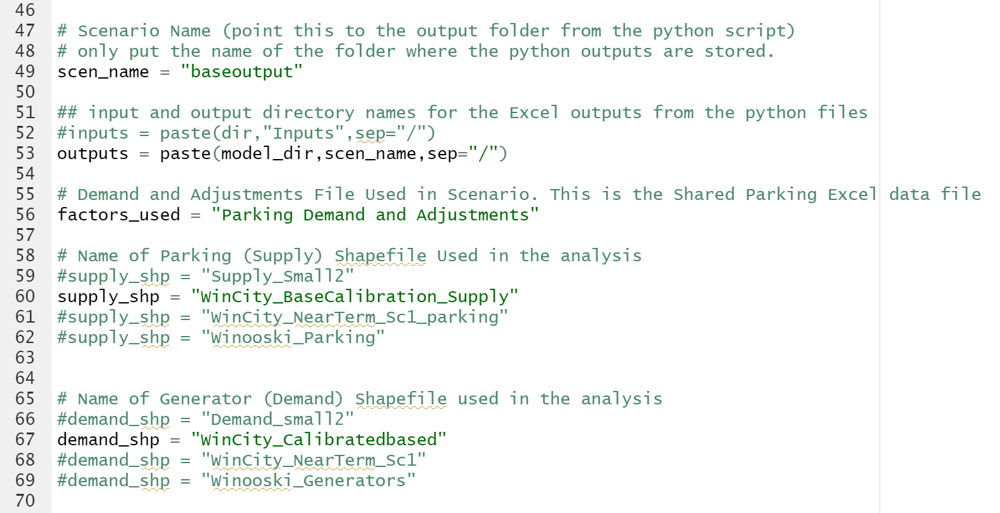 46
47 # Scenario Name (point this to the output folder from the python script)
48 # only put the name of the folder where the python outputs are stored.
49 scen_name = "baseoutput"
50
51 ## input and output directory names for the Excel outputs from the python files
52 #inputs = paste(dir,"Inputs",sep="/")
53 outputs = paste(model_dir,scen_name,sep="/")
54
55 # Demand and Adjustments File Used in Scenario. This is the Shared Parking Excel data file
56 factors_used = "Parking Demand and Adjustments"
57
58 # Name of Parking (Supply) Shapefile Used in the analysis
59 #supply_shp = "Supply_Small2"
60 supply_shp = "WinCity_BaseCalibration_Supply"
61 #supply_shp = "WinCity_NearTerm_Sc1_parking"
62 #supply_shp = "Winooski_Parking"
63
64
65 # Name of Generator (Demand) Shapefile used in the analysis
66 #demand_shp = "Demand_small2"
67 demand_shp = "WinCity_Calibratedbased"
68 #demand_shp = "WinCity_NearTerm_Sc1"
69 #demand_shp = "Winooski_Generators"
70